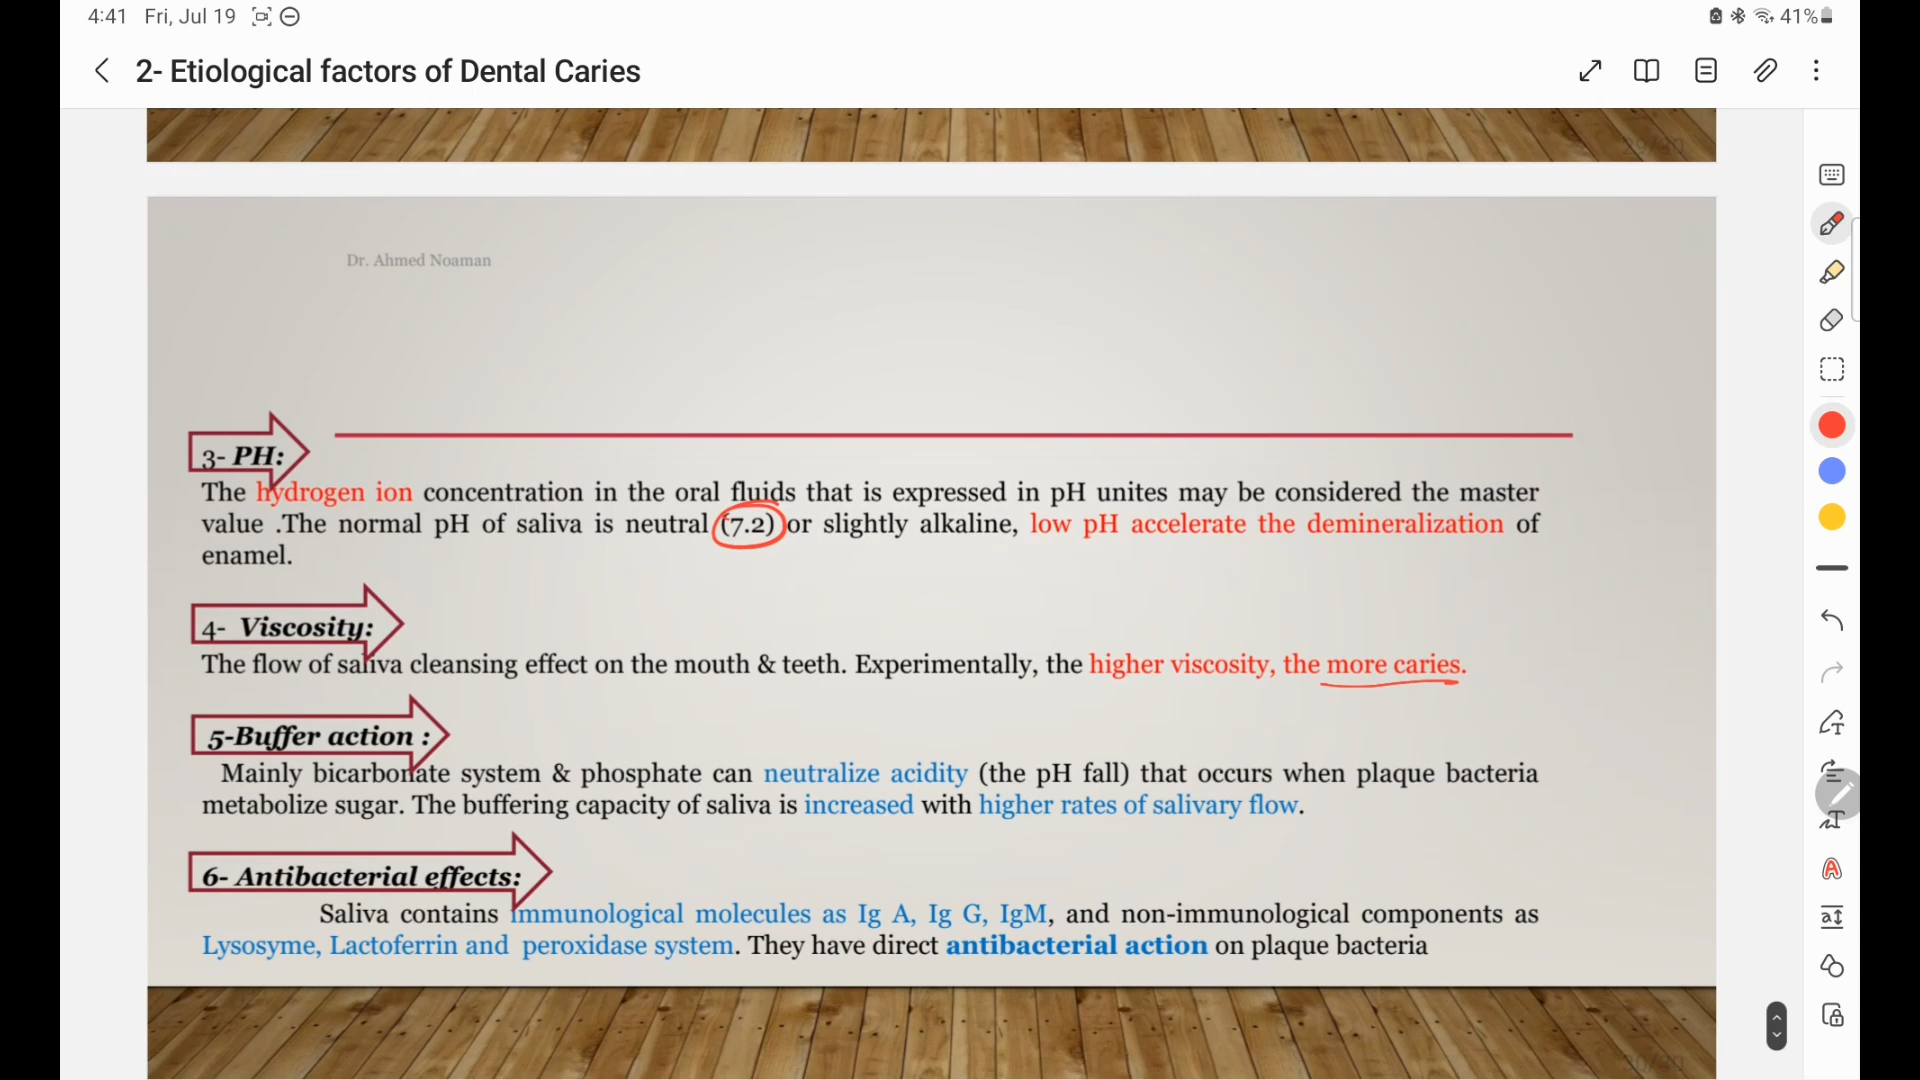 4:41 Fri, Jul 19 41%
2- Etiological factors of Dental Caries
Dr. Ahmed Noaman
3- PH:
The hydrogen ion concentration in the oral fluids that is expressed in pH unites may be considered the master
value .The normal pH of saliva is neutral (7.2) or slightly alkaline, low pH accelerate the demineralization of
enamel.
4- Viscosity:
The flow of saliva cleansing effect on the mouth & teeth. Experimentally, the higher viscosity, the more caries.
5-Buffer action :
Mainly bicarbonate system & phosphate can neutralize acidity (the pH fall) that occurs when plaque bacteria
metabolize sugar. The buffering capacity of saliva is increased with higher rates of salivary flow.
6- Antibacterial effects:
Saliva contains immunological molecules as Ig A, Ig G, IgM, and non-immunological components as
Lysosyme, Lactoferrin and peroxidase system. They have direct antibacterial action on plaque bacteria